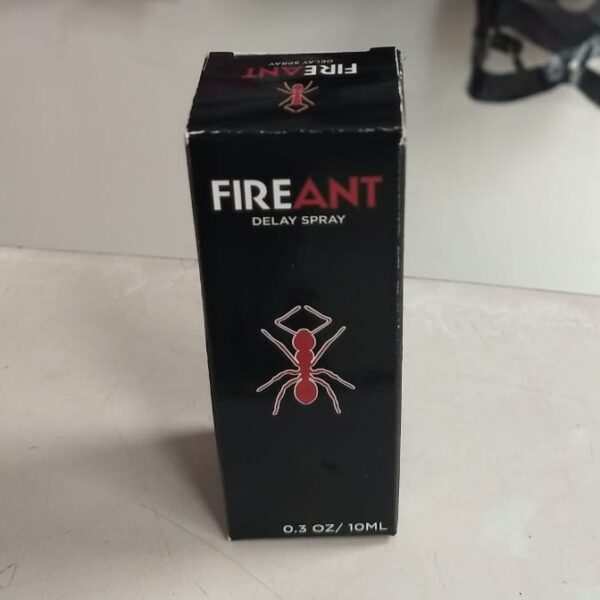 FIREANT
DELAY SPRAY
FIREANT
DELAY SPRAY
0.3 OZ/ 10ML